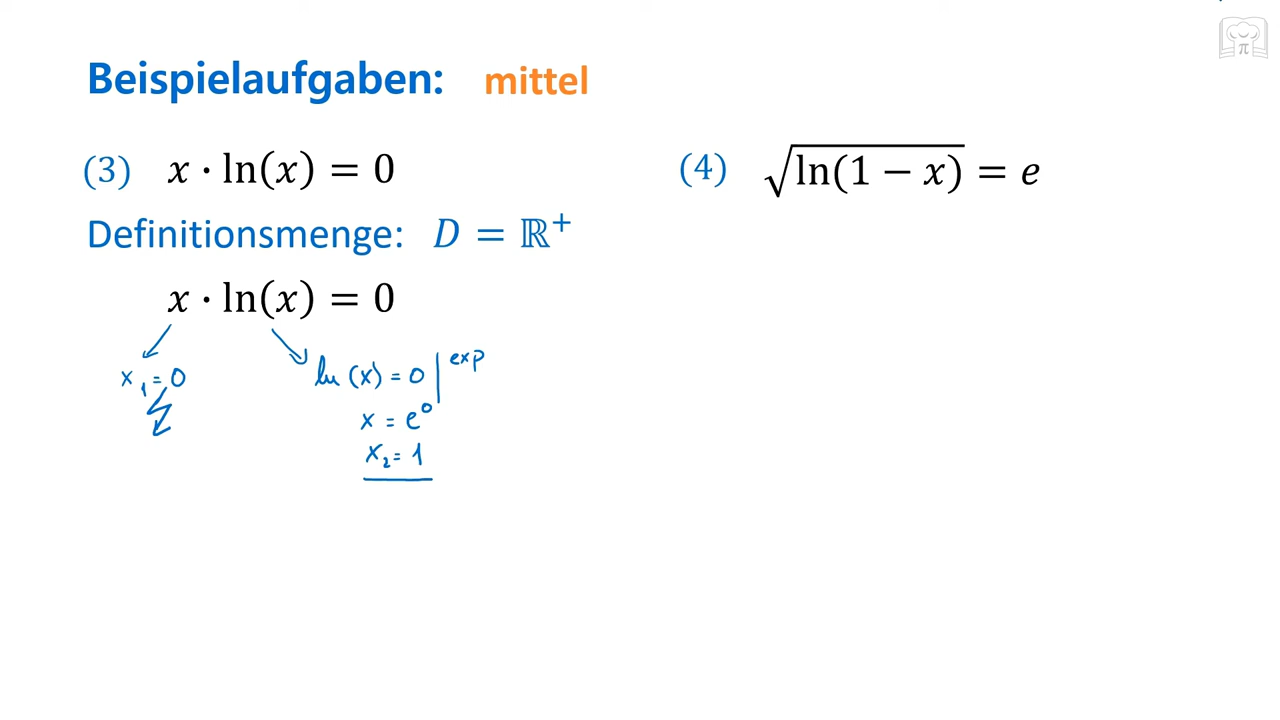 Beispielaufgaben: mittel
(3) x · ln(x) = 0
Definitionsmenge: D = ℝ⁺
x · ln(x) = 0
x₁ = 0
ln (x) = 0 | exp
x = e⁰
x₂ = 1
(4) √ln(1 − x) = e
π